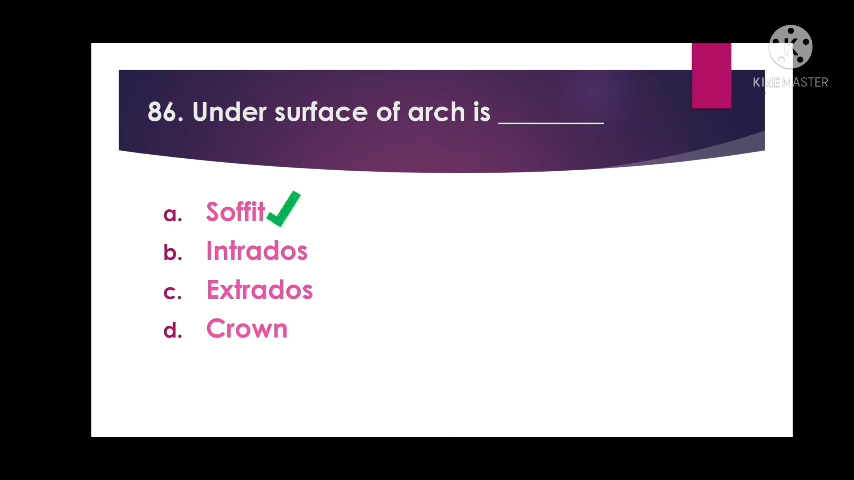 KINEMASTER
86. Under surface of arch is ________
a. Soffit
b. Intrados
c. Extrados
d. Crown